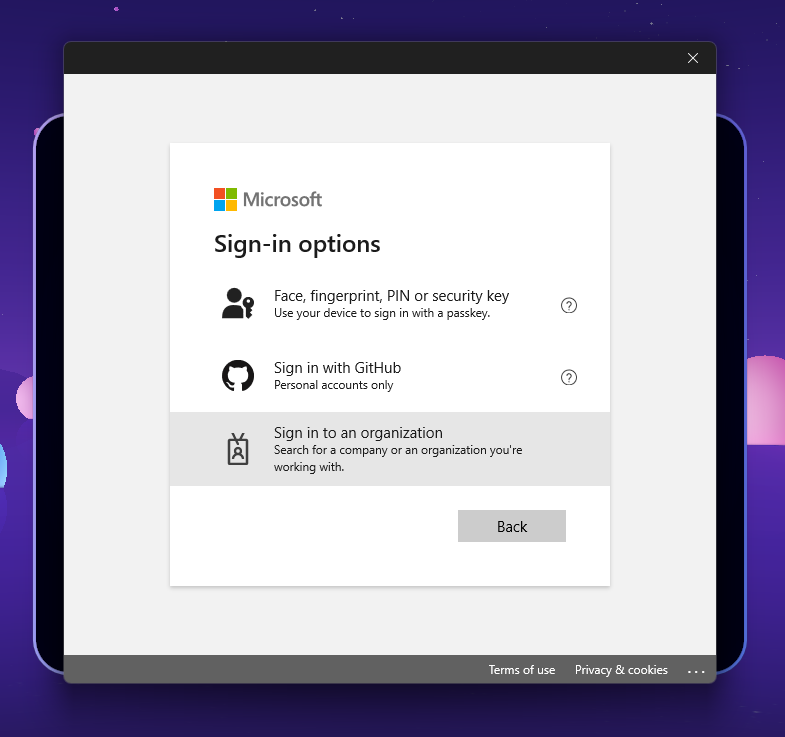 Microsoft
Sign-in options
Face, fingerprint, PIN or security key
Use your device to sign in with a passkey.
Sign in with GitHub
Personal accounts only
Sign in to an organization
Search for a company or an organization you're
working with.
Back
Terms of use Privacy & cookies ...